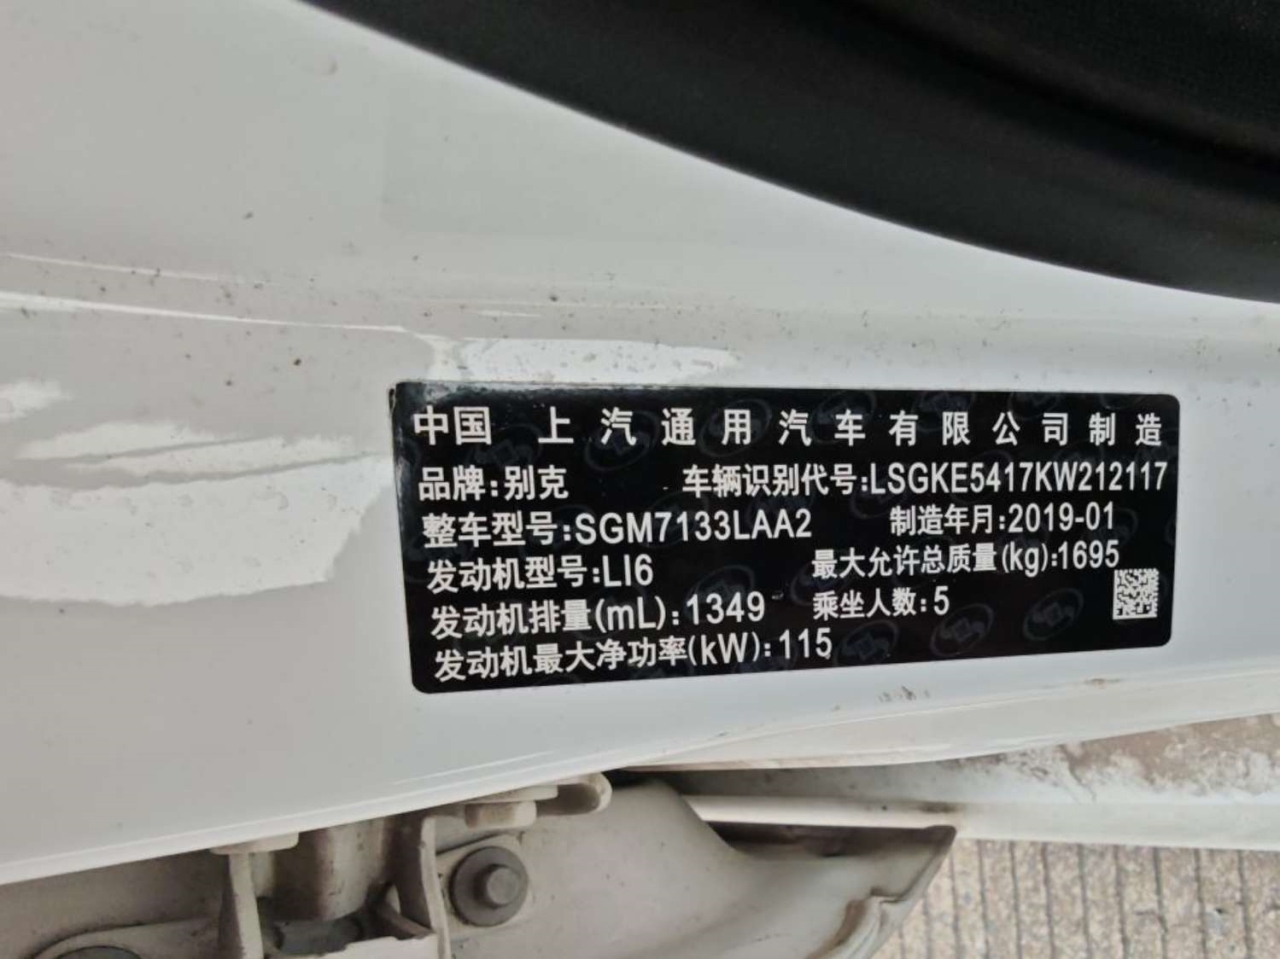 中国 上汽通用汽车有限公司制造
品牌:别克 车辆识别代号:LSGKE5417KW212117
整车型号:SGM7133LAA2 制造年月:2019-01
发动机型号:LI6 最大允许总质量(kg):1695
发动机排量(mL):1349 乘坐人数:5
发动机最大净功率(kW):115